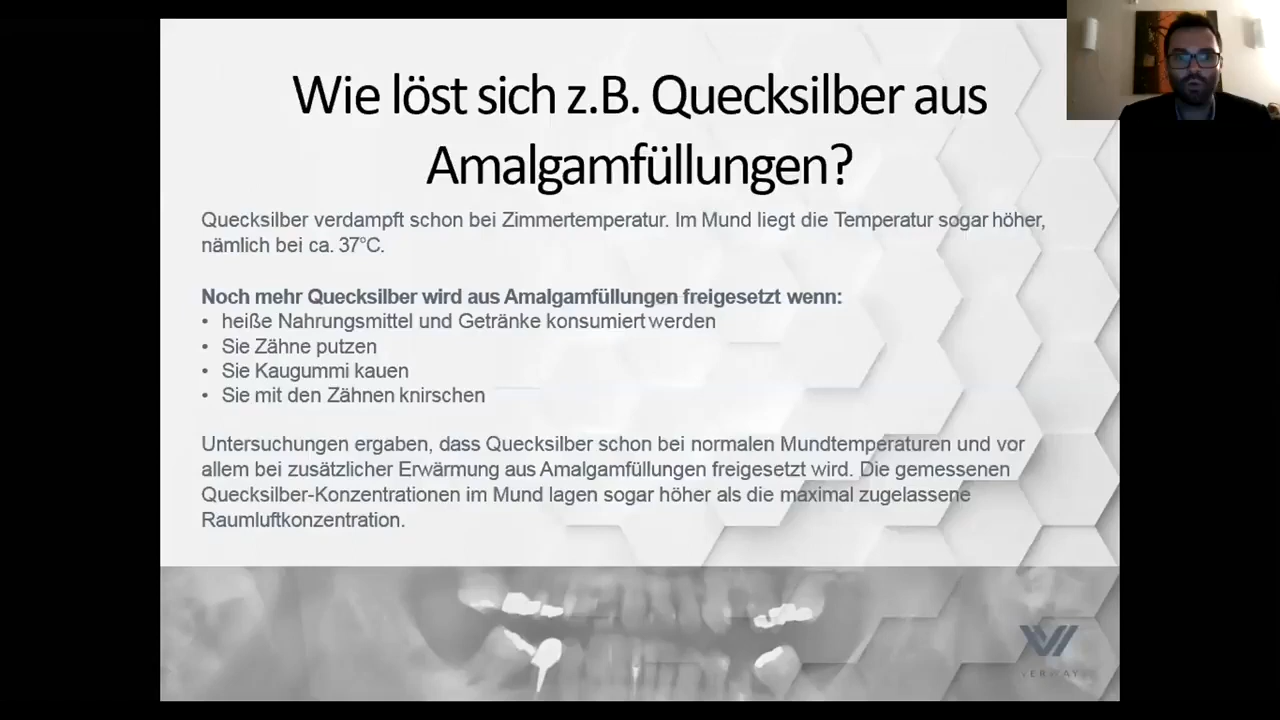 Wie löst sich z.B. Quecksilber aus
Amalgamfüllungen?
Quecksilber verdampft schon bei Zimmertemperatur. Im Mund liegt die Temperatur sogar höher,
nämlich bei ca. 37°C.
Noch mehr Quecksilber wird aus Amalgamfüllungen freigesetzt wenn:
• heiße Nahrungsmittel und Getränke konsumiert werden
• Sie Zähne putzen
• Sie Kaugummi kauen
• Sie mit den Zähnen knirschen
Untersuchungen ergaben, dass Quecksilber schon bei normalen Mundtemperaturen und vor
allem bei zusätzlicher Erwärmung aus Amalgamfüllungen freigesetzt wird. Die gemessenen
Quecksilber-Konzentrationen im Mund lagen sogar höher als die maximal zugelassene
Raumluftkonzentration.